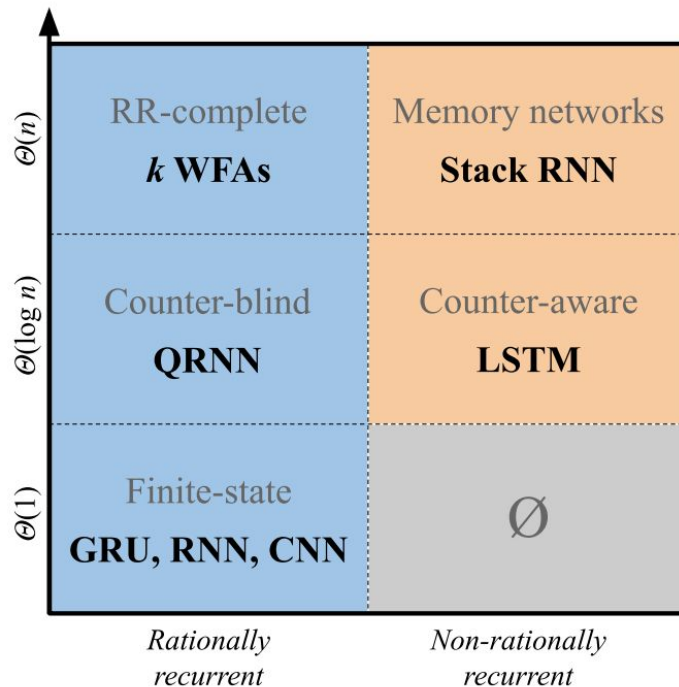 Θ(n)
RR-complete
k WFAs
Memory networks
Stack RNN
Θ(log n)
Counter-blind
QRNN
Counter-aware
LSTM
Θ(1)
Finite-state
GRU, RNN, CNN
Ø
Rationally
recurrent
Non-rationally
recurrent